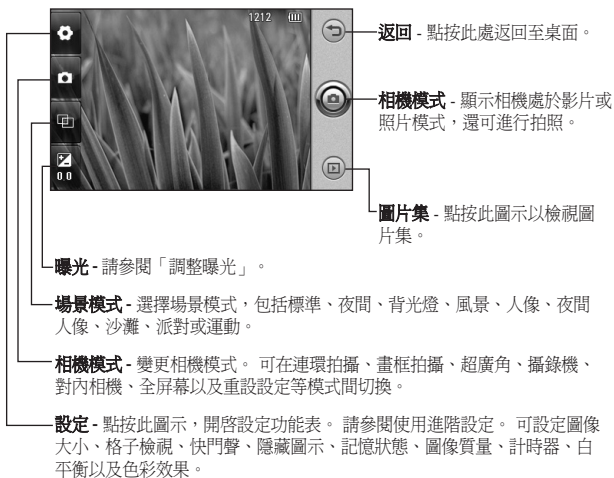 1212
00
返回 - 點按此處返回至桌面。
相機模式 - 顯示相機處於影片或
照片模式，還可進行拍照。
圖片集 - 點按此圖示以檢視圖
片集。
曝光 - 請參閱「調整曝光」。
場景模式 - 選擇場景模式，包括標準、夜間、背光燈、風景、人像、夜間
人像、沙灘、派對或運動。
相機模式 - 變更相機模式。 可在連環拍攝、畫框拍攝、超廣角、攝錄機、
對內相機、全屏幕以及重設設定等模式間切換。
設定 - 點按此圖示，開啓設定功能表。 請參閱使用進階設定。 可設定圖像
大小、格子檢視、快門聲、隱藏圖示、記憶狀態、圖像質量、計時器、白
平衡以及色彩效果。